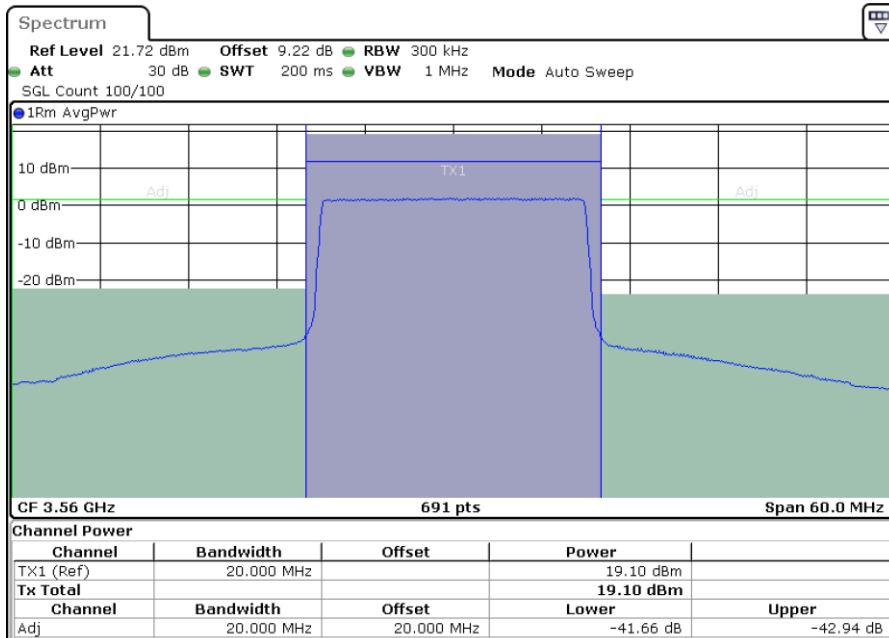 Spectrum
Ref Level 21.72 dBm Offset 9.22 dB RBW 300 kHz
Att 30 dB SWT 200 ms VBW 1 MHz Mode Auto Sweep
SGL Count 100/100
1Rm AvgPwr
10 dBm
TX1
Adj Adj
0 dBm
-10 dBm
-20 dBm
CF 3.56 GHz 691 pts Span 60.0 MHz
Channel Power
Channel Bandwidth Offset Power
TX1 (Ref) 20.000 MHz 19.10 dBm
Tx Total 19.10 dBm
Channel Bandwidth Offset Lower Upper
Adj 20.000 MHz 20.000 MHz -41.66 dB -42.94 dB